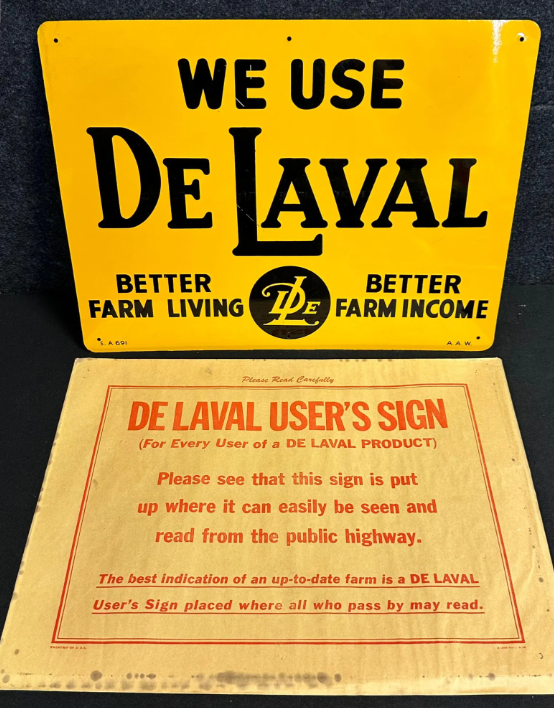 WE USE
DE LAVAL
BETTER FARM LIVING
DLE
BETTER FARM INCOME
A.A.W.
Please Read Carefully
DE LAVAL USER'S SIGN
(For Every User of a DE LAVAL PRODUCT)
Please see that this sign is put
up where it can easily be seen and
read from the public highway.
The best indication of an up-to-date farm is a DE LAVAL
User's Sign placed where all who pass by may read.